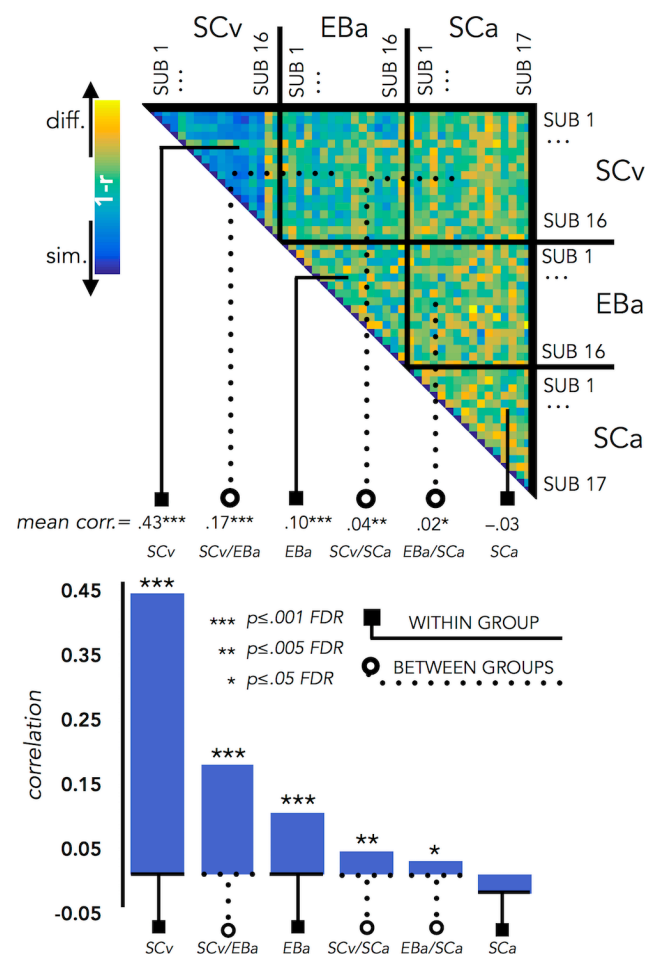 SCv EBa SCa
SUB 1 ... SUB 16 SUB 1 ... SUB 16 SUB 1 ... SUB 17
diff.
1-r
sim.
SUB 1
...
SCv
SUB 16
SUB 1
...
EBa
SUB 16
SUB 1
...
SCa
SUB 17
mean corr.= .43*** .17*** .10*** .04** .02* –.03
SCv SCv/EBa EBa SCv/SCa EBa/SCa SCa
0.45
0.35
0.25
0.15
0.05
-0.05
correlation
***
***
***
**
*
*** p≤.001 FDR
** p≤.005 FDR
* p≤.05 FDR
WITHIN GROUP
BETWEEN GROUPS
SCv SCv/EBa EBa SCv/SCa EBa/SCa SCa